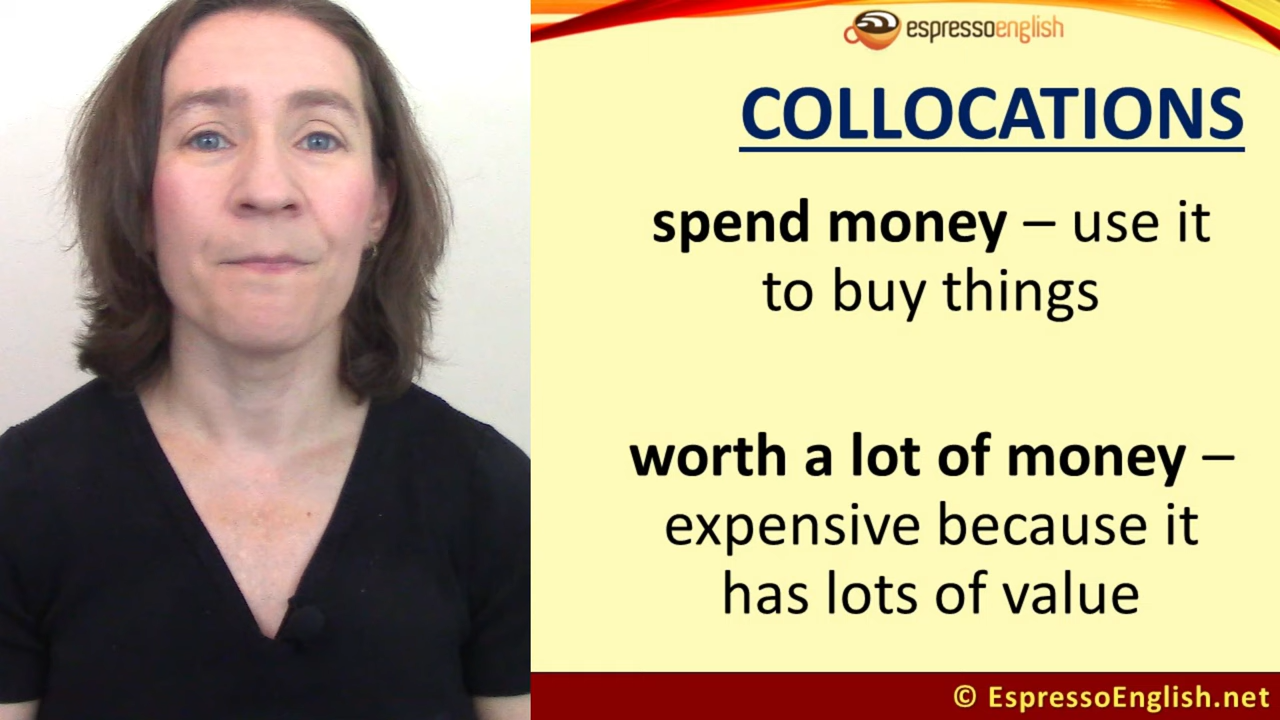 espressoenglish
COLLOCATIONS
spend money – use it
to buy things
worth a lot of money –
expensive because it
has lots of value
© EspressoEnglish.net